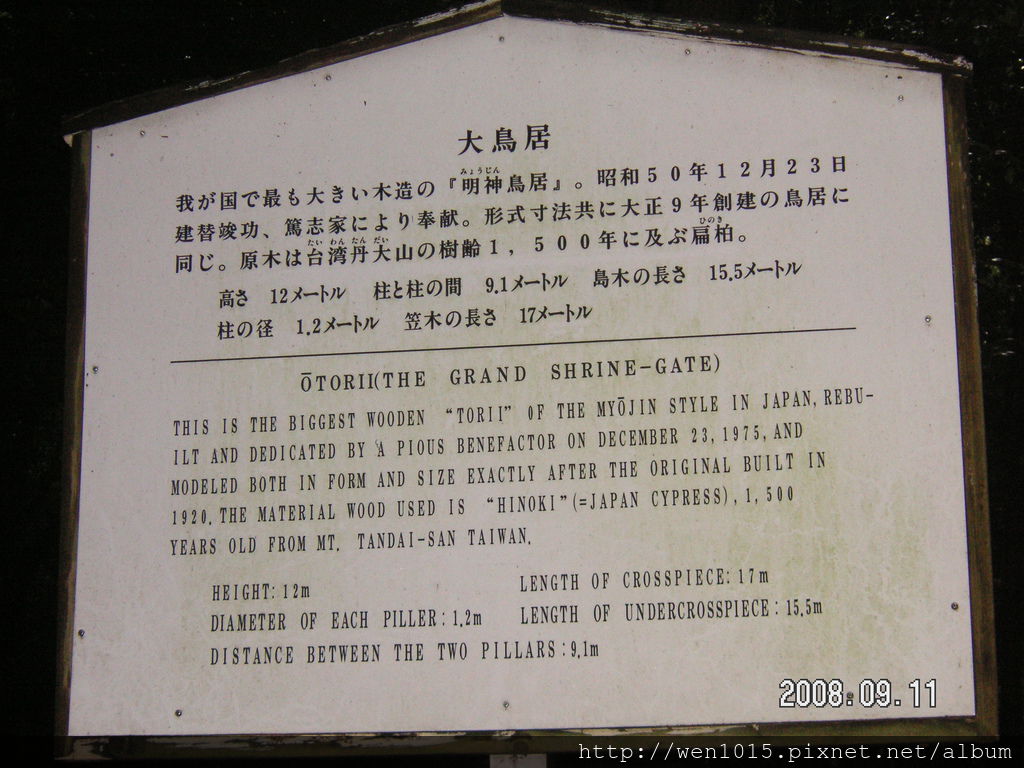 大鳥居
我が国で最も大きい木造の『明神鳥居』。昭和50年12月23日
みょうじん
建替竣功、篤志家により奉献。形式寸法共に大正9年創建の鳥居に
同じ。原木は台湾丹大山の樹齢1,500年に及ぶ扁柏。
たい わん たん だい
ひのき
高さ 12メートル 柱と柱の間 9.1メートル 島木の長さ 15.5メートル
柱の径 1.2メートル 笠木の長さ 17メートル
ŌTORII(THE GRAND SHRINE-GATE)
THIS IS THE BIGGEST WOODEN “TORII” OF THE MYŌJIN STYLE IN JAPAN, REBU-
ILT AND DEDICATED BY A PIOUS BENEFACTOR ON DECEMBER 23, 1975, AND
MODELED BOTH IN FORM AND SIZE EXACTLY AFTER THE ORIGINAL BUILT IN
1920. THE MATERIAL WOOD USED IS “HINOKI”(=JAPAN CYPRESS), 1,500
YEARS OLD FROM MT. TANDAI-SAN TAIWAN.
HEIGHT: 12m LENGTH OF CROSSPIECE: 17m
DIAMETER OF EACH PILLER: 1.2m LENGTH OF UNDERCROSSPIECE: 15.5m
DISTANCE BETWEEN THE TWO PILLARS: 9.1m
2008.09.11
http://wen1015.pixnet.net/album